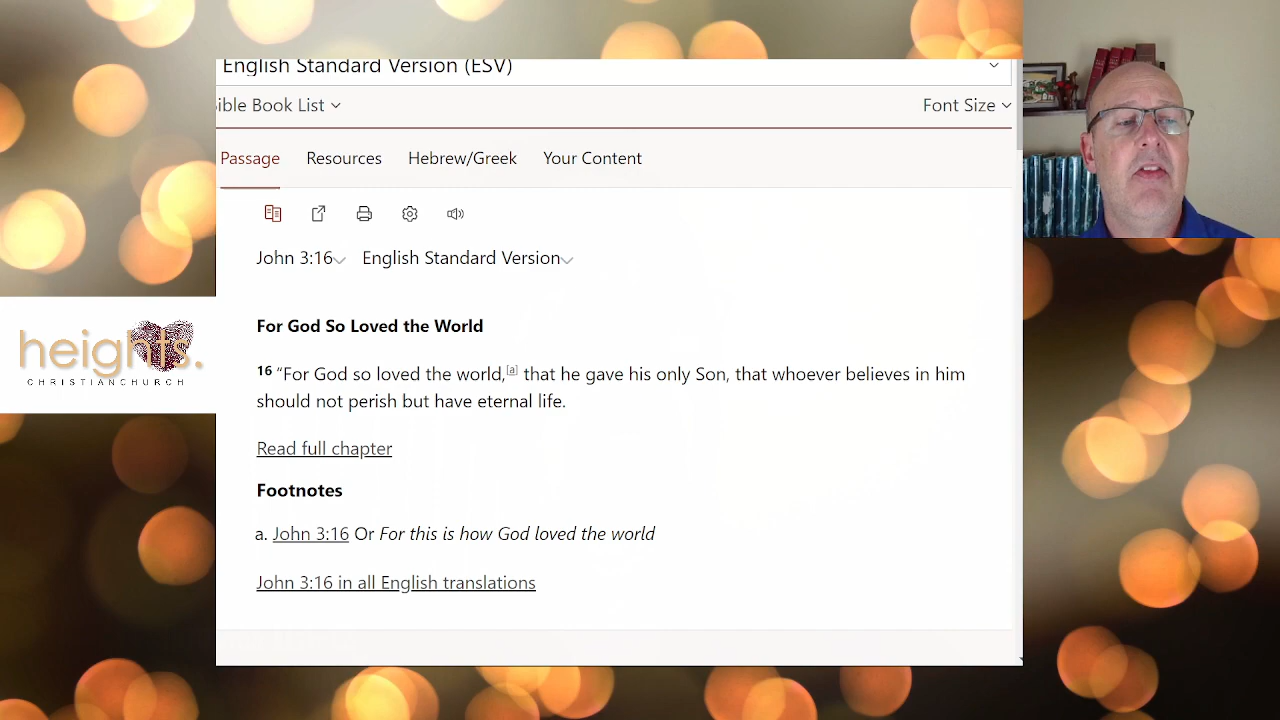 English Standard Version (ESV)
ible Book List
Font Size
Passage Resources Hebrew/Greek Your Content
John 3:16 English Standard Version
For God So Loved the World
16 “For God so loved the world,[a] that he gave his only Son, that whoever believes in him
should not perish but have eternal life.
Read full chapter
Footnotes
a. John 3:16 Or For this is how God loved the world
John 3:16 in all English translations
heights.
CHRISTIANCHURCH